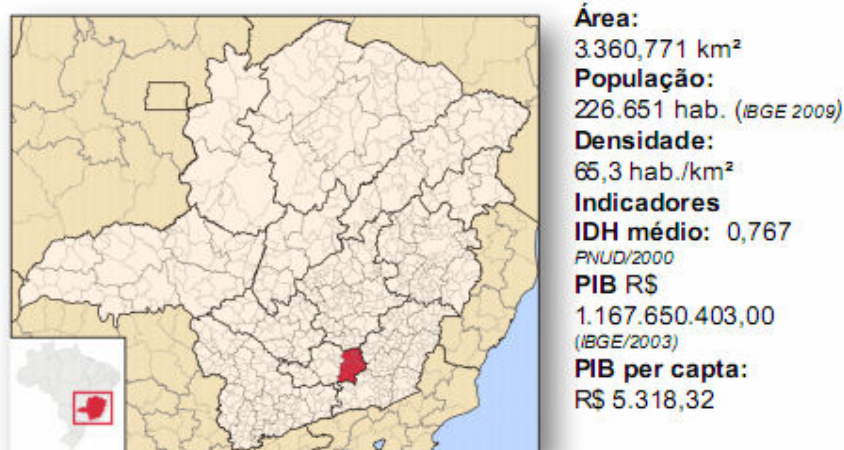 Área:
3.360,771 km²
População:
226.651 hab. (IBGE 2009)
Densidade:
65,3 hab./km²
Indicadores
IDH médio: 0,767
PNUD/2000
PIB R$
1.167.650.403,00
(IBGE/2003)
PIB per capta:
R$ 5.318,32